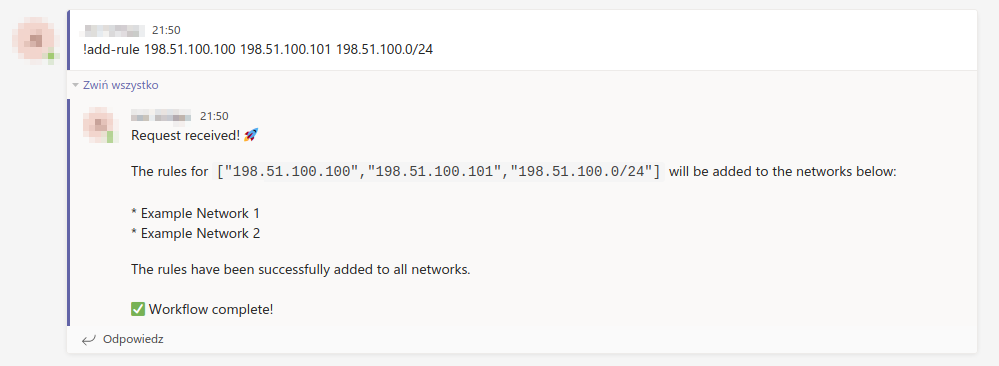 21:50
!add-rule 198.51.100.100 198.51.100.101 198.51.100.0/24
Zwiń wszystko
21:50
Request received! 🚀
The rules for ["198.51.100.100","198.51.100.101","198.51.100.0/24"] will be added to the networks below:
* Example Network 1
* Example Network 2
The rules have been successfully added to all networks.
✅ Workflow complete!
Odpowiedz